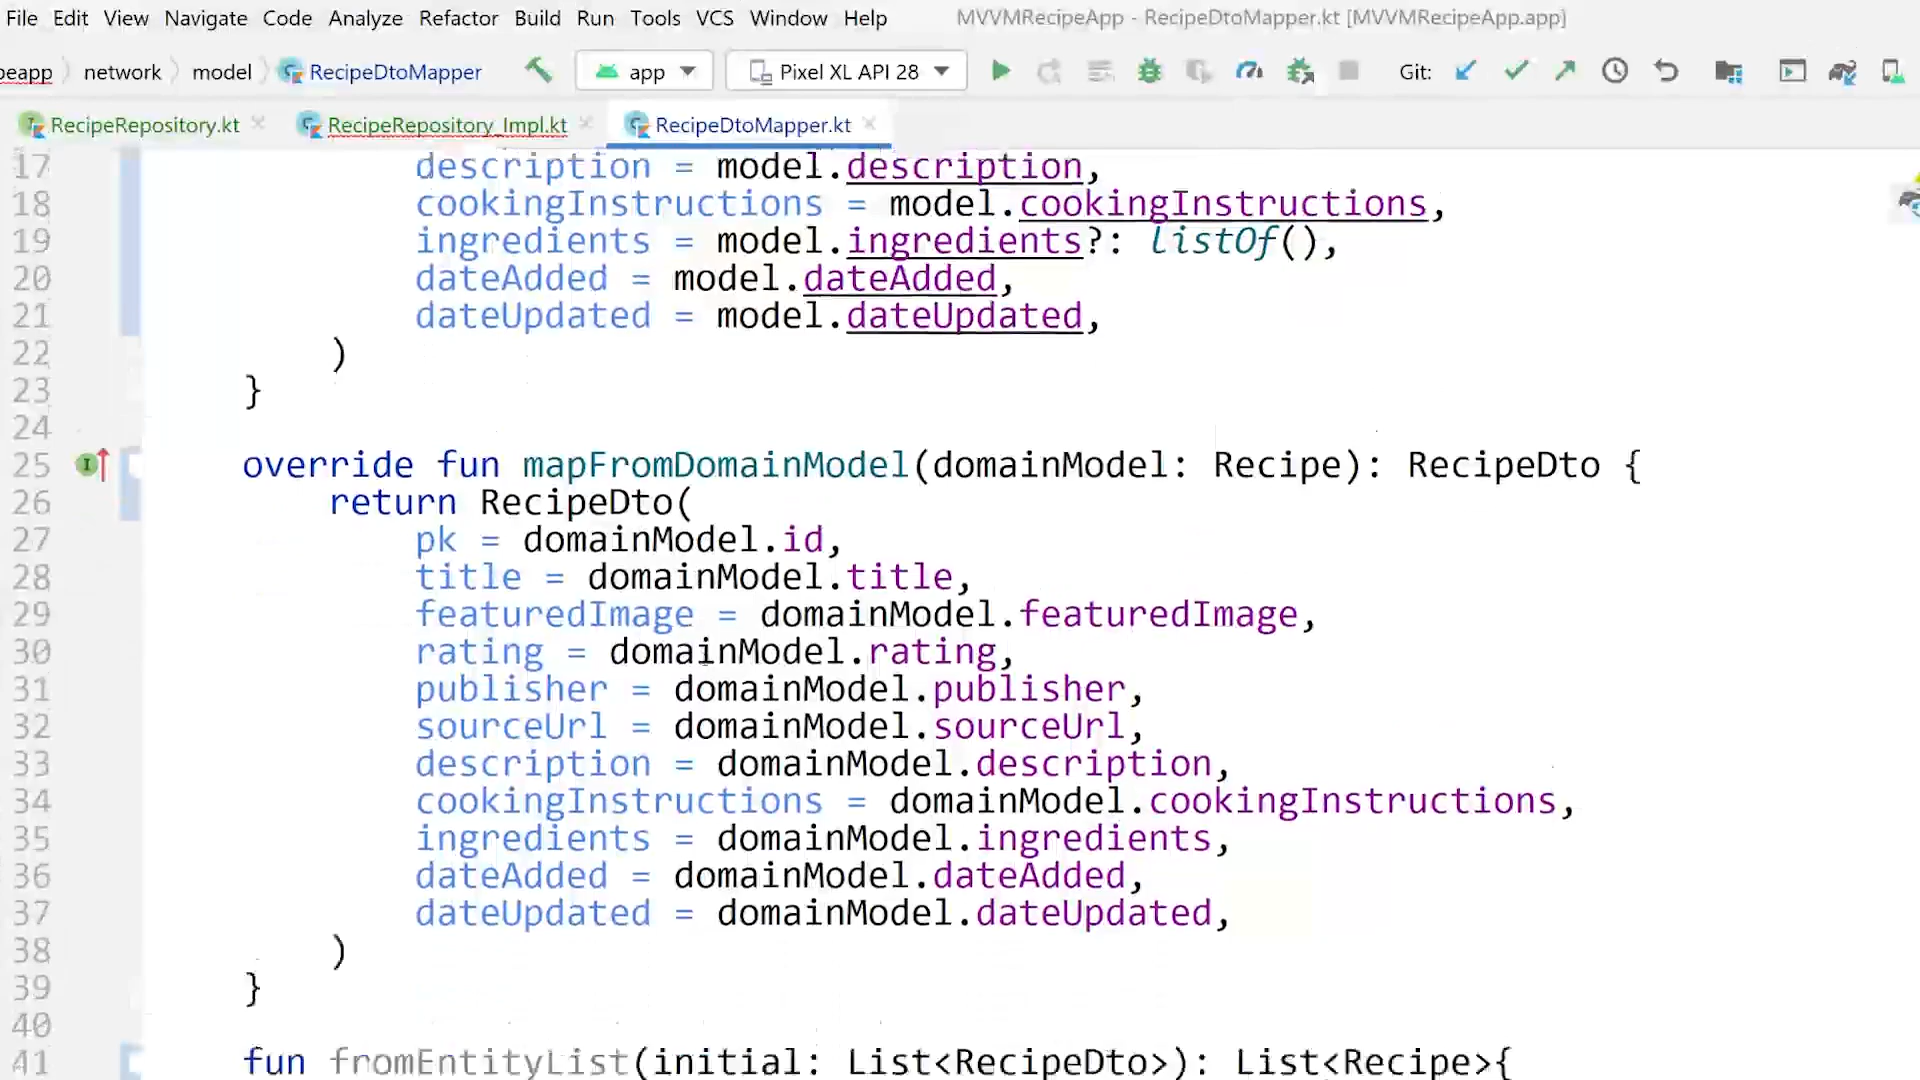 File Edit View Navigate Code Analyze Refactor Build Run Tools VCS Window Help MVVMRecipeApp - RecipeDtoMapper.kt [MVVMRecipeApp.app]
peapp network model RecipeDtoMapper app Pixel XL API 28 Git:
RecipeRepository.kt RecipeRepository_Impl.kt RecipeDtoMapper.kt
17 description = model.description,
18 cookingInstructions = model.cookingInstructions,
19 ingredients = model.ingredients?: listOf(),
20 dateAdded = model.dateAdded,
21 dateUpdated = model.dateUpdated,
22 )
23 }
24
25 override fun mapFromDomainModel(domainModel: Recipe): RecipeDto {
26 return RecipeDto(
27 pk = domainModel.id,
28 title = domainModel.title,
29 featuredImage = domainModel.featuredImage,
30 rating = domainModel.rating,
31 publisher = domainModel.publisher,
32 sourceUrl = domainModel.sourceUrl,
33 description = domainModel.description,
34 cookingInstructions = domainModel.cookingInstructions,
35 ingredients = domainModel.ingredients,
36 dateAdded = domainModel.dateAdded,
37 dateUpdated = domainModel.dateUpdated,
38 )
39 }
40
41 fun fromEntityList(initial: List<RecipeDto>): List<Recipe>{